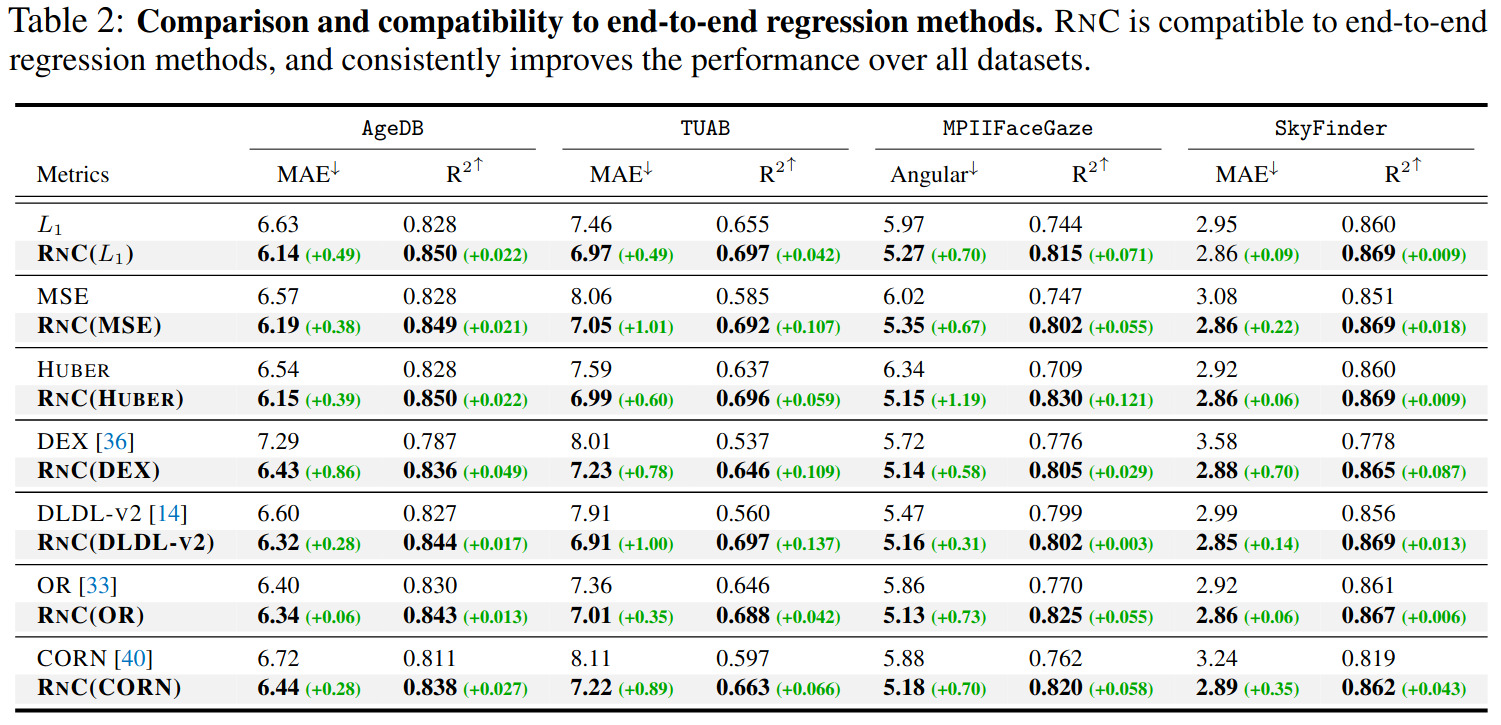 Table 2: Comparison and compatibility to end-to-end regression methods. RNC is compatible to end-to-end
regression methods, and consistently improves the performance over all datasets.
AgeDB TUAB MPIIFaceGaze SkyFinder
Metrics MAE↓ R²↑ MAE↓ R²↑ Angular↓ R²↑ MAE↓ R²↑
L₁ 6.63 0.828 7.46 0.655 5.97 0.744 2.95 0.860
RNC(L₁) 6.14 (+0.49) 0.850 (+0.022) 6.97 (+0.49) 0.697 (+0.042) 5.27 (+0.70) 0.815 (+0.071) 2.86 (+0.09) 0.869 (+0.009)
MSE 6.57 0.828 8.06 0.585 6.02 0.747 3.08 0.851
RNC(MSE) 6.19 (+0.38) 0.849 (+0.021) 7.05 (+1.01) 0.692 (+0.107) 5.35 (+0.67) 0.802 (+0.055) 2.86 (+0.22) 0.869 (+0.018)
HUBER 6.54 0.828 7.59 0.637 6.34 0.709 2.92 0.860
RNC(HUBER) 6.15 (+0.39) 0.850 (+0.022) 6.99 (+0.60) 0.696 (+0.059) 5.15 (+1.19) 0.830 (+0.121) 2.86 (+0.06) 0.869 (+0.009)
DEX [36] 7.29 0.787 8.01 0.537 5.72 0.776 3.58 0.778
RNC(DEX) 6.43 (+0.86) 0.836 (+0.049) 7.23 (+0.78) 0.646 (+0.109) 5.14 (+0.58) 0.805 (+0.029) 2.88 (+0.70) 0.865 (+0.087)
DLDL-V2 [14] 6.60 0.827 7.91 0.560 5.47 0.799 2.99 0.856
RNC(DLDL-V2) 6.32 (+0.28) 0.844 (+0.017) 6.91 (+1.00) 0.697 (+0.137) 5.16 (+0.31) 0.802 (+0.003) 2.85 (+0.14) 0.869 (+0.013)
OR [33] 6.40 0.830 7.36 0.646 5.86 0.770 2.92 0.861
RNC(OR) 6.34 (+0.06) 0.843 (+0.013) 7.01 (+0.35) 0.688 (+0.042) 5.13 (+0.73) 0.825 (+0.055) 2.86 (+0.06) 0.867 (+0.006)
CORN [40] 6.72 0.811 8.11 0.597 5.88 0.762 3.24 0.819
RNC(CORN) 6.44 (+0.28) 0.838 (+0.027) 7.22 (+0.89) 0.663 (+0.066) 5.18 (+0.70) 0.820 (+0.058) 2.89 (+0.35) 0.862 (+0.043)